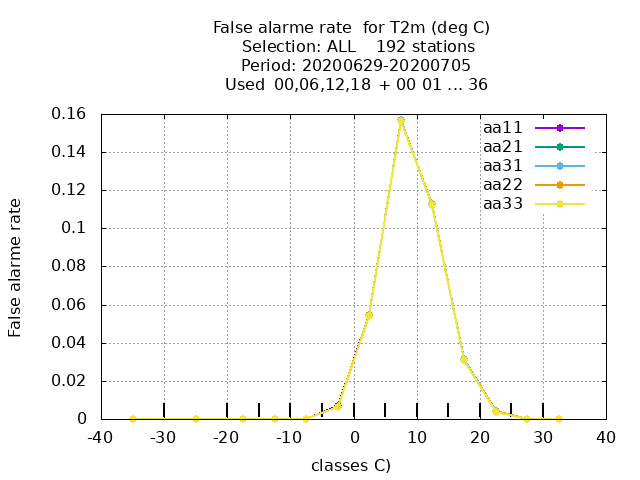 False alarme rate  for T2m (deg C)
Selection: ALL    192 stations
Period: 20200629-20200705
Used  00,06,12,18  + 00 01 ... 36
0.16
0.14
0.12
0.1
0.08
0.06
0.04
0.02
0
False alarme rate
aa11
aa21
aa31
aa22
aa33
-40 -30 -20 -10 0 10 20 30 40
classes C)